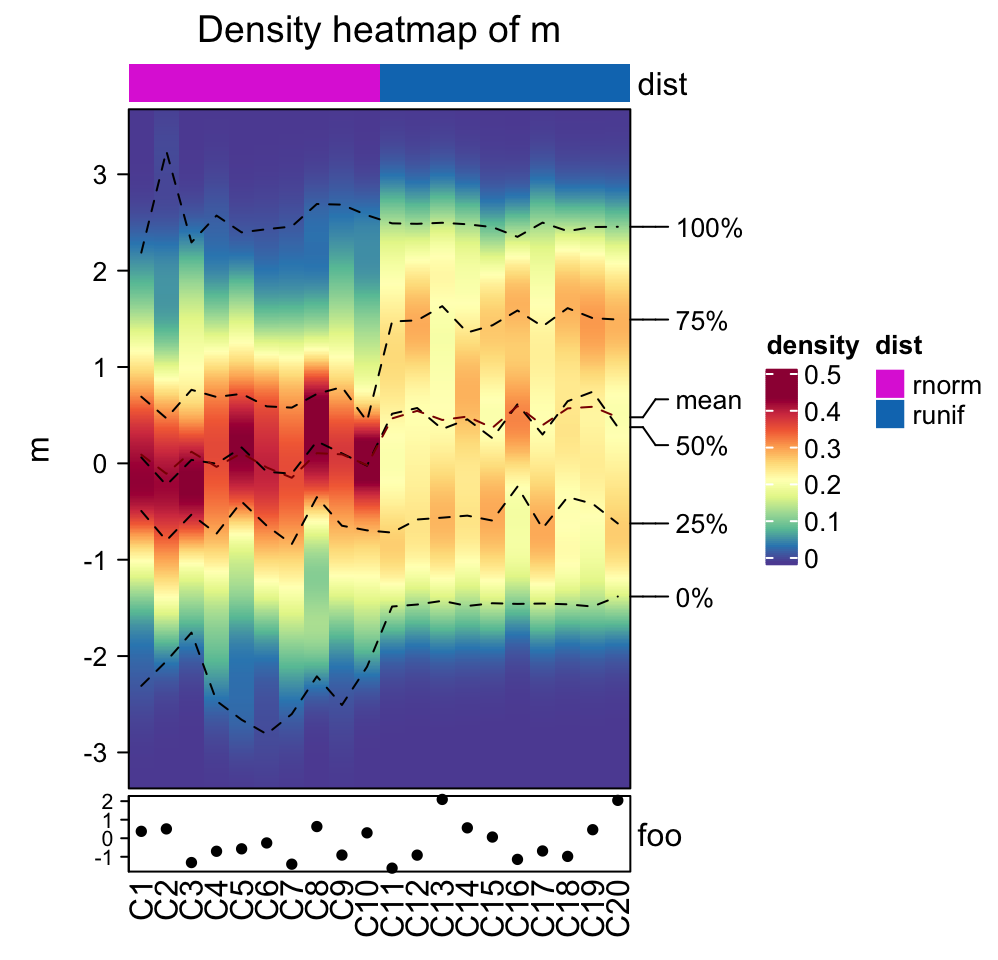 Density heatmap of m
dist
m
3
2
1
0
-1
-2
-3
100%
75%
mean
50%
25%
0%
density
0.5
0.4
0.3
0.2
0.1
0
dist
rnorm
runif
2
1
0
-1
foo
C1 C2 C3 C4 C5 C6 C7 C8 C9 C10 C11 C12 C13 C14 C15 C16 C17 C18 C19 C20